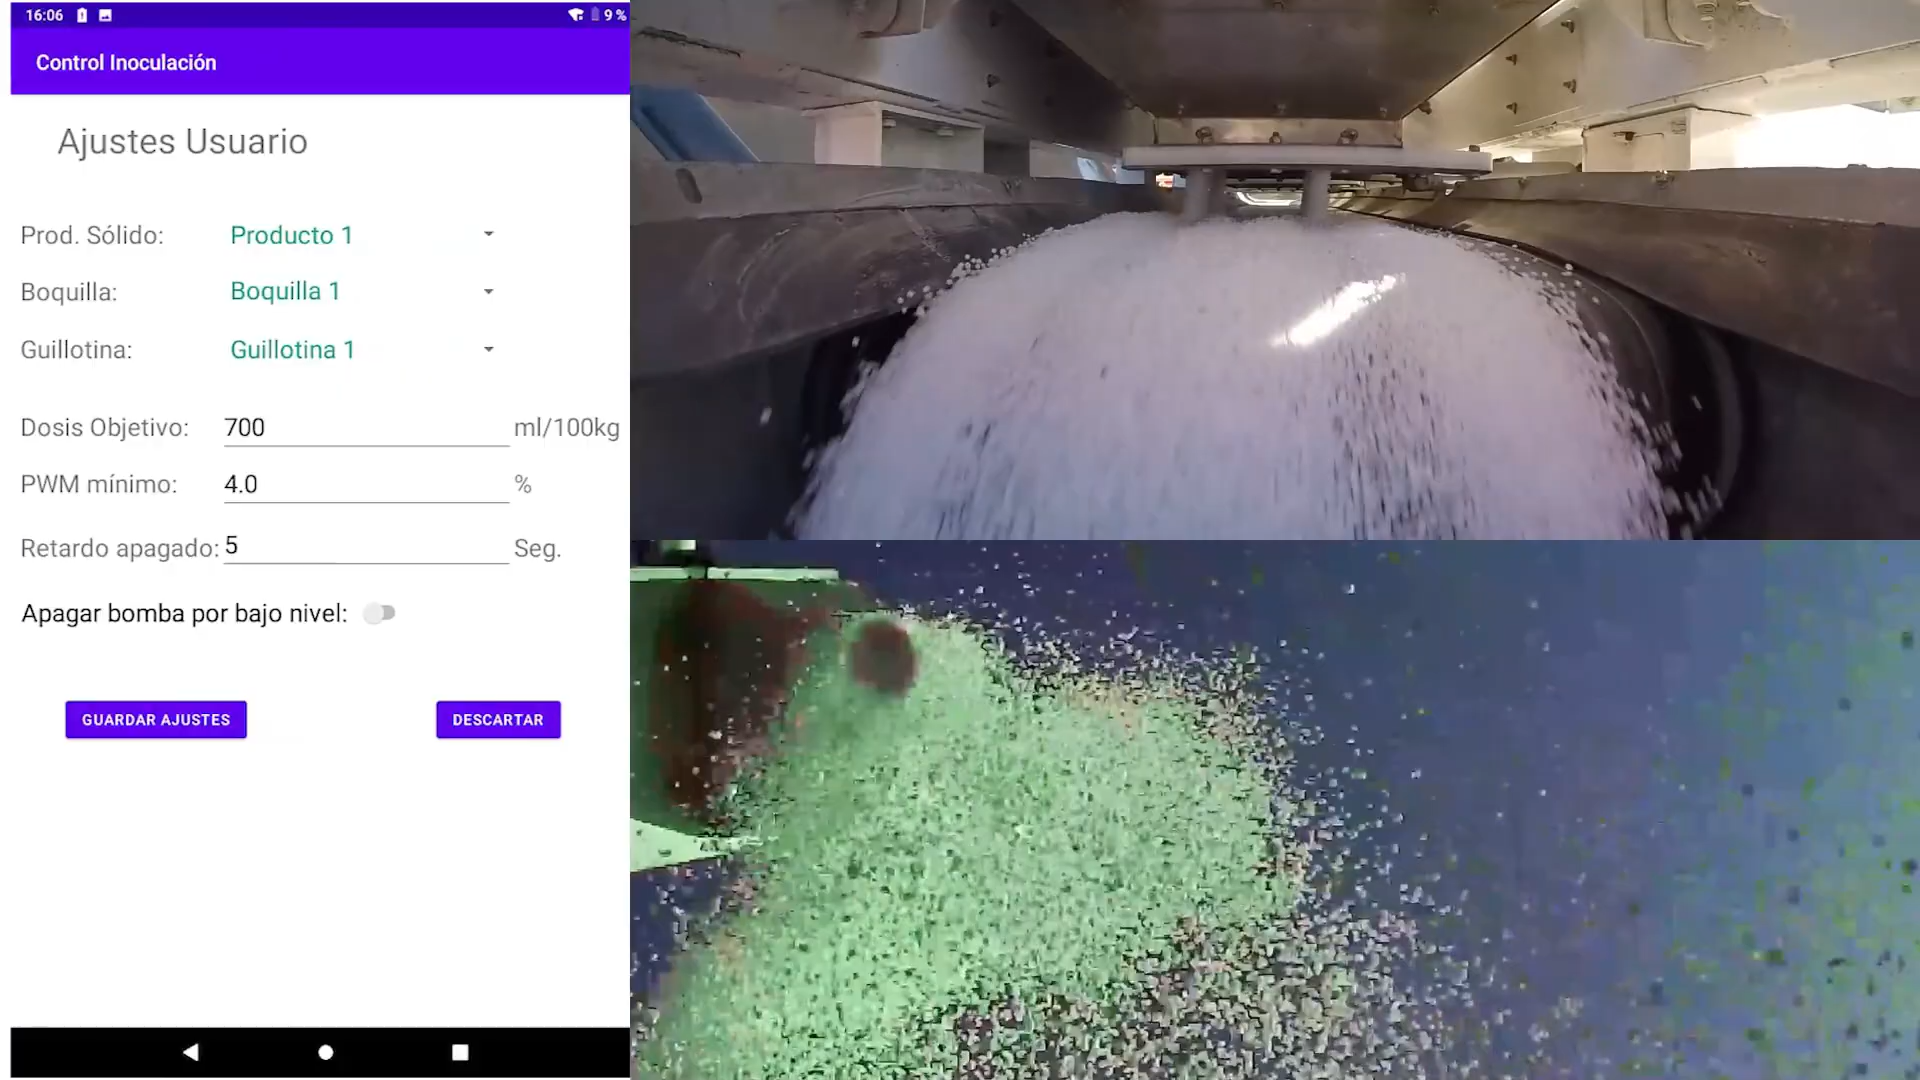 16:06 9 %
Control Inoculación
Ajustes Usuario
Prod. Sólido: Producto 1
Boquilla: Boquilla 1
Guillotina: Guillotina 1
Dosis Objetivo: 700 ml/100kg
PWM mínimo: 4.0 %
Retardo apagado: 5 Seg.
Apagar bomba por bajo nivel:
GUARDAR AJUSTES DESCARTAR